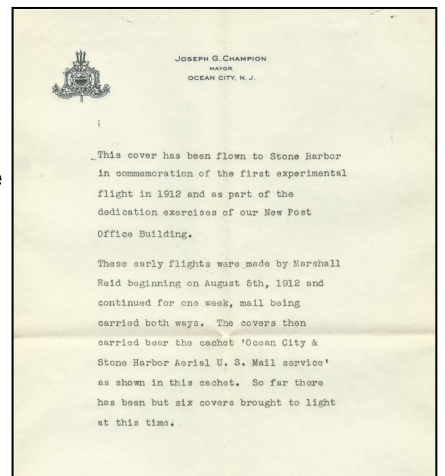 JOSEPH G. CHAMPION
MAYOR
OCEAN CITY, N. J.
This cover has been flown to Stone Harbor
in commemoration of the first experimental
flight in 1912 and as part of the
dedication exercises of our New Post
Office Building.
These early flights were made by Marshall
Reid beginning on August 5th, 1912 and
continued for one week, mail being
carried both ways. The covers then
carried bear the cachet 'Ocean City &
Stone Harbor Aerial U. S. Mail service'
as shown in this cachet. So far there
has been but six covers brought to light
at this time.